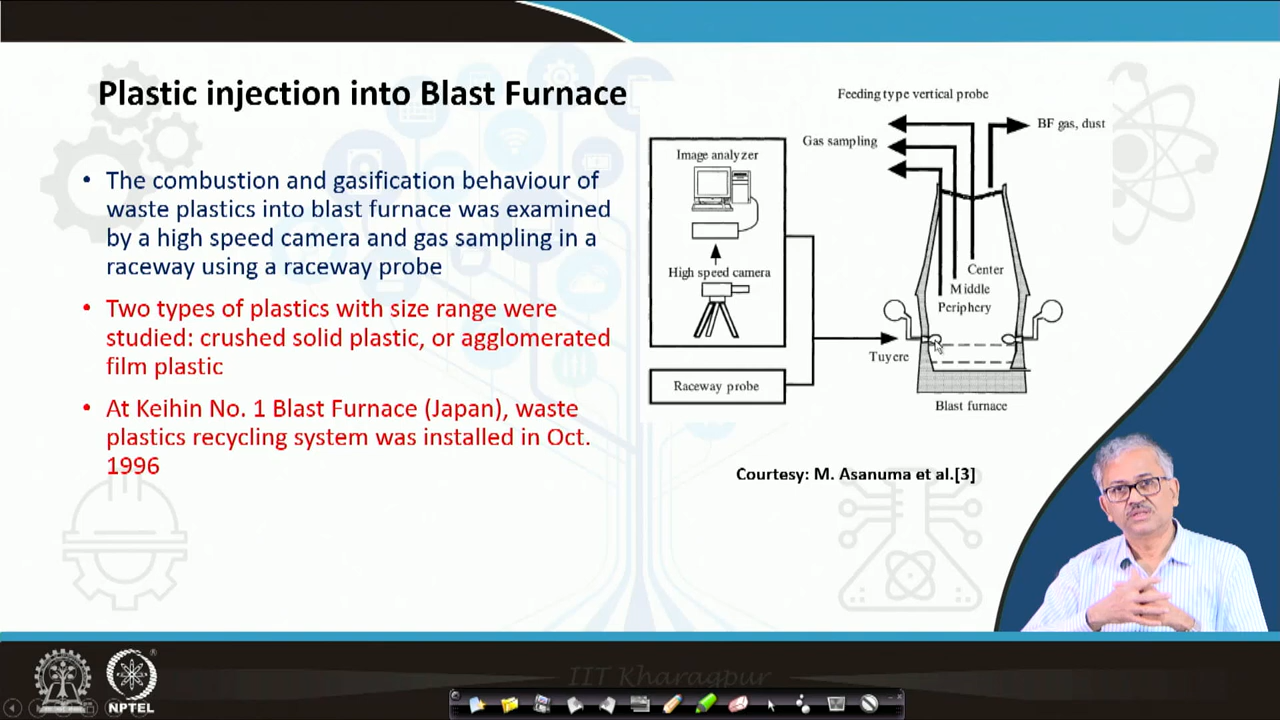 Plastic injection into Blast Furnace
• The combustion and gasification behaviour of
waste plastics into blast furnace was examined
by a high speed camera and gas sampling in a
raceway using a raceway probe
• Two types of plastics with size range were
studied: crushed solid plastic, or agglomerated
film plastic
• At Keihin No. 1 Blast Furnace (Japan), waste
plastics recycling system was installed in Oct.
1996
Feeding type vertical probe
BF gas, dust
Gas sampling
Image analyzer
High speed camera
Center
Middle
Periphery
Tuyere
Raceway probe
Blast furnace
Courtesy: M. Asanuma et al.[3]
IIT Kharagpur
NPTEL